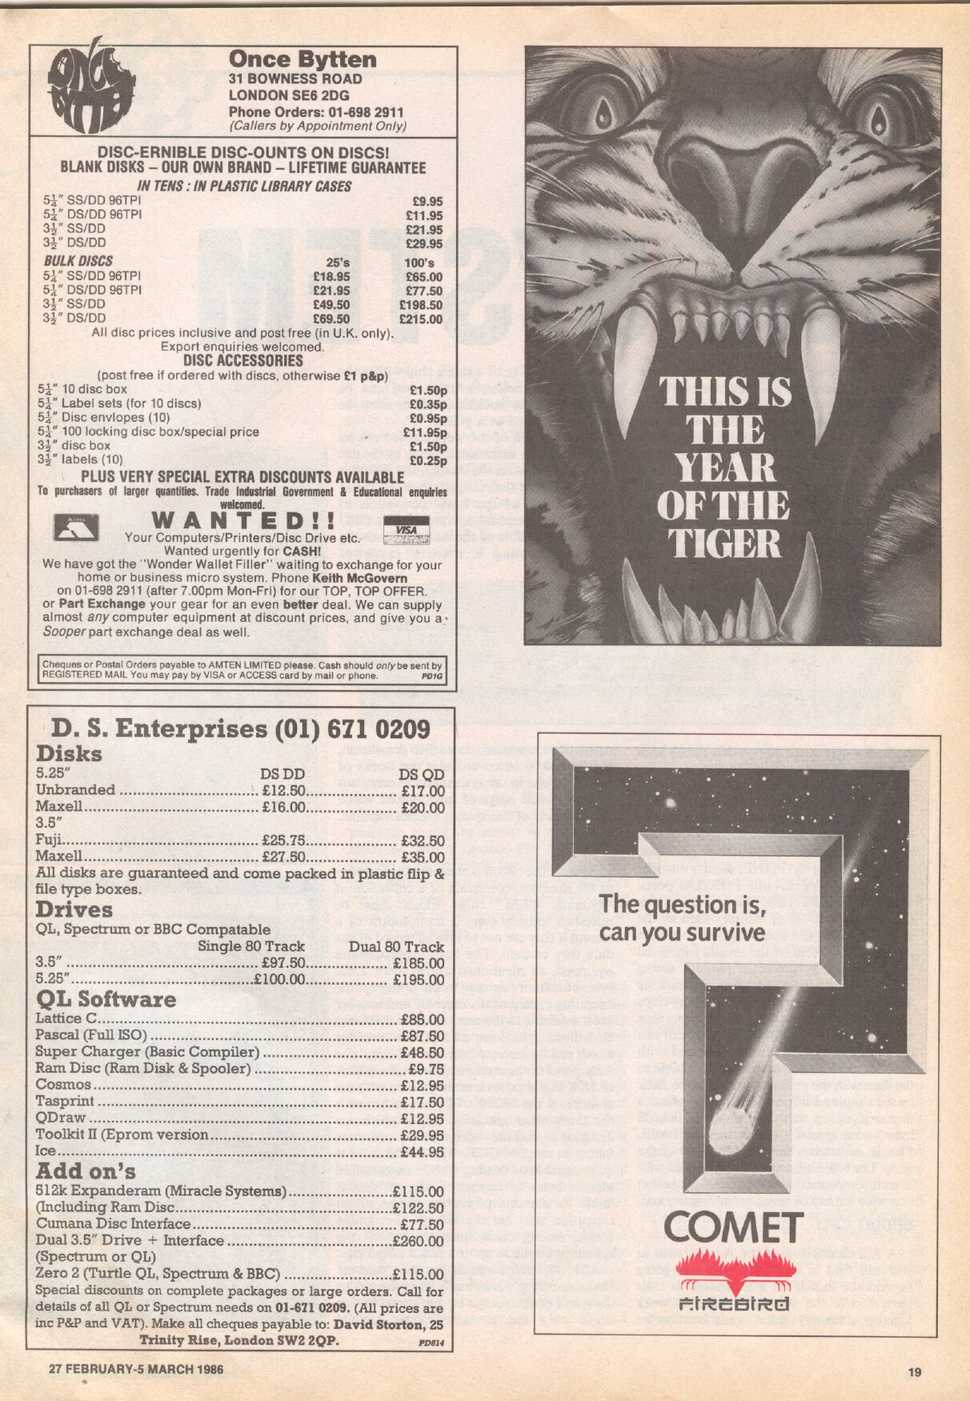 ONCE
BYTTEN
Once Bytten
31 BOWNESS ROAD
LONDON SE6 2DG
Phone Orders: 01-698 2911
(Callers by Appointment Only)
DISC-ERNIBLE DISC-OUNTS ON DISCS!
BLANK DISKS – OUR OWN BRAND – LIFETIME GUARANTEE
IN TENS : IN PLASTIC LIBRARY CASES
5¼" SS/DD 96TPI £9.95
5¼" DS/DD 96TPI £11.95
3½" SS/DD £21.95
3½" DS/DD £29.95
BULK DISCS 25's 100's
5¼" SS/DD 96TPI £18.95 £65.00
5¼" DS/DD 96TPI £21.95 £77.50
3½" SS/DD £49.50 £198.50
3½" DS/DD £69.50 £215.00
All disc prices inclusive and post free (in U.K. only).
Export enquiries welcomed.
DISC ACCESSORIES
(post free if ordered with discs, otherwise £1 p&p)
5¼" 10 disc box £1.50p
5¼" Label sets (for 10 discs) £0.35p
5¼" Disc envlopes (10) £0.95p
5¼" 100 locking disc box/special price £11.95p
3½" disc box £1.50p
3½" labels (10) £0.25p
PLUS VERY SPECIAL EXTRA DISCOUNTS AVAILABLE
To purchasers of larger quantities. Trade Industrial Government & Educational enquiries
welcomed.
WANTED!!
VISA
Your Computers/Printers/Disc Drive etc.
Wanted urgently for CASH!
We have got the "Wonder Wallet Filler" waiting to exchange for your
home or business micro system. Phone Keith McGovern
on 01-698 2911 (after 7.00pm Mon-Fri) for our TOP, TOP OFFER.
or Part Exchange your gear for an even better deal. We can supply
almost any computer equipment at discount prices, and give you a
Sooper part exchange deal as well.
Cheques or Postal Orders payable to AMTEN LIMITED please. Cash should only be sent by
REGISTERED MAIL You may pay by VISA or ACCESS card by mail or phone. PD1G
D. S. Enterprises (01) 671 0209
Disks
5.25" DS DD DS QD
Unbranded £12.50 £17.00
Maxell £16.00 £20.00
3.5"
Fuji £25.75 £32.50
Maxell £27.50 £35.00
All disks are guaranteed and come packed in plastic flip &
file type boxes.
Drives
QL, Spectrum or BBC Compatable
Single 80 Track Dual 80 Track
3.5" £97.50 £185.00
5.25" £100.00 £195.00
QL Software
Lattice C £85.00
Pascal (Full ISO) £87.50
Super Charger (Basic Compiler) £48.50
Ram Disc (Ram Disk & Spooler) £9.75
Cosmos £12.95
Tasprint £17.50
QDraw £12.95
Toolkit II (Eprom version £29.95
Ice £44.95
Add on's
512k Expanderam (Miracle Systems) £115.00
(Including Ram Disc £122.50
Cumana Disc Interface £77.50
Dual 3.5" Drive + Interface £260.00
(Spectrum or QL)
Zero 2 (Turtle QL, Spectrum & BBC) £115.00
Special discounts on complete packages or large orders. Call for
details of all QL or Spectrum needs on 01-671 0209. (All prices are
inc P&P and VAT). Make all cheques payable to: David Storton, 25
Trinity Rise, London SW2 2QP. PD614
THIS IS
THE
YEAR
OF THE
TIGER
The question is,
can you survive
COMET
FIREBIRD
27 FEBRUARY-5 MARCH 1986
19